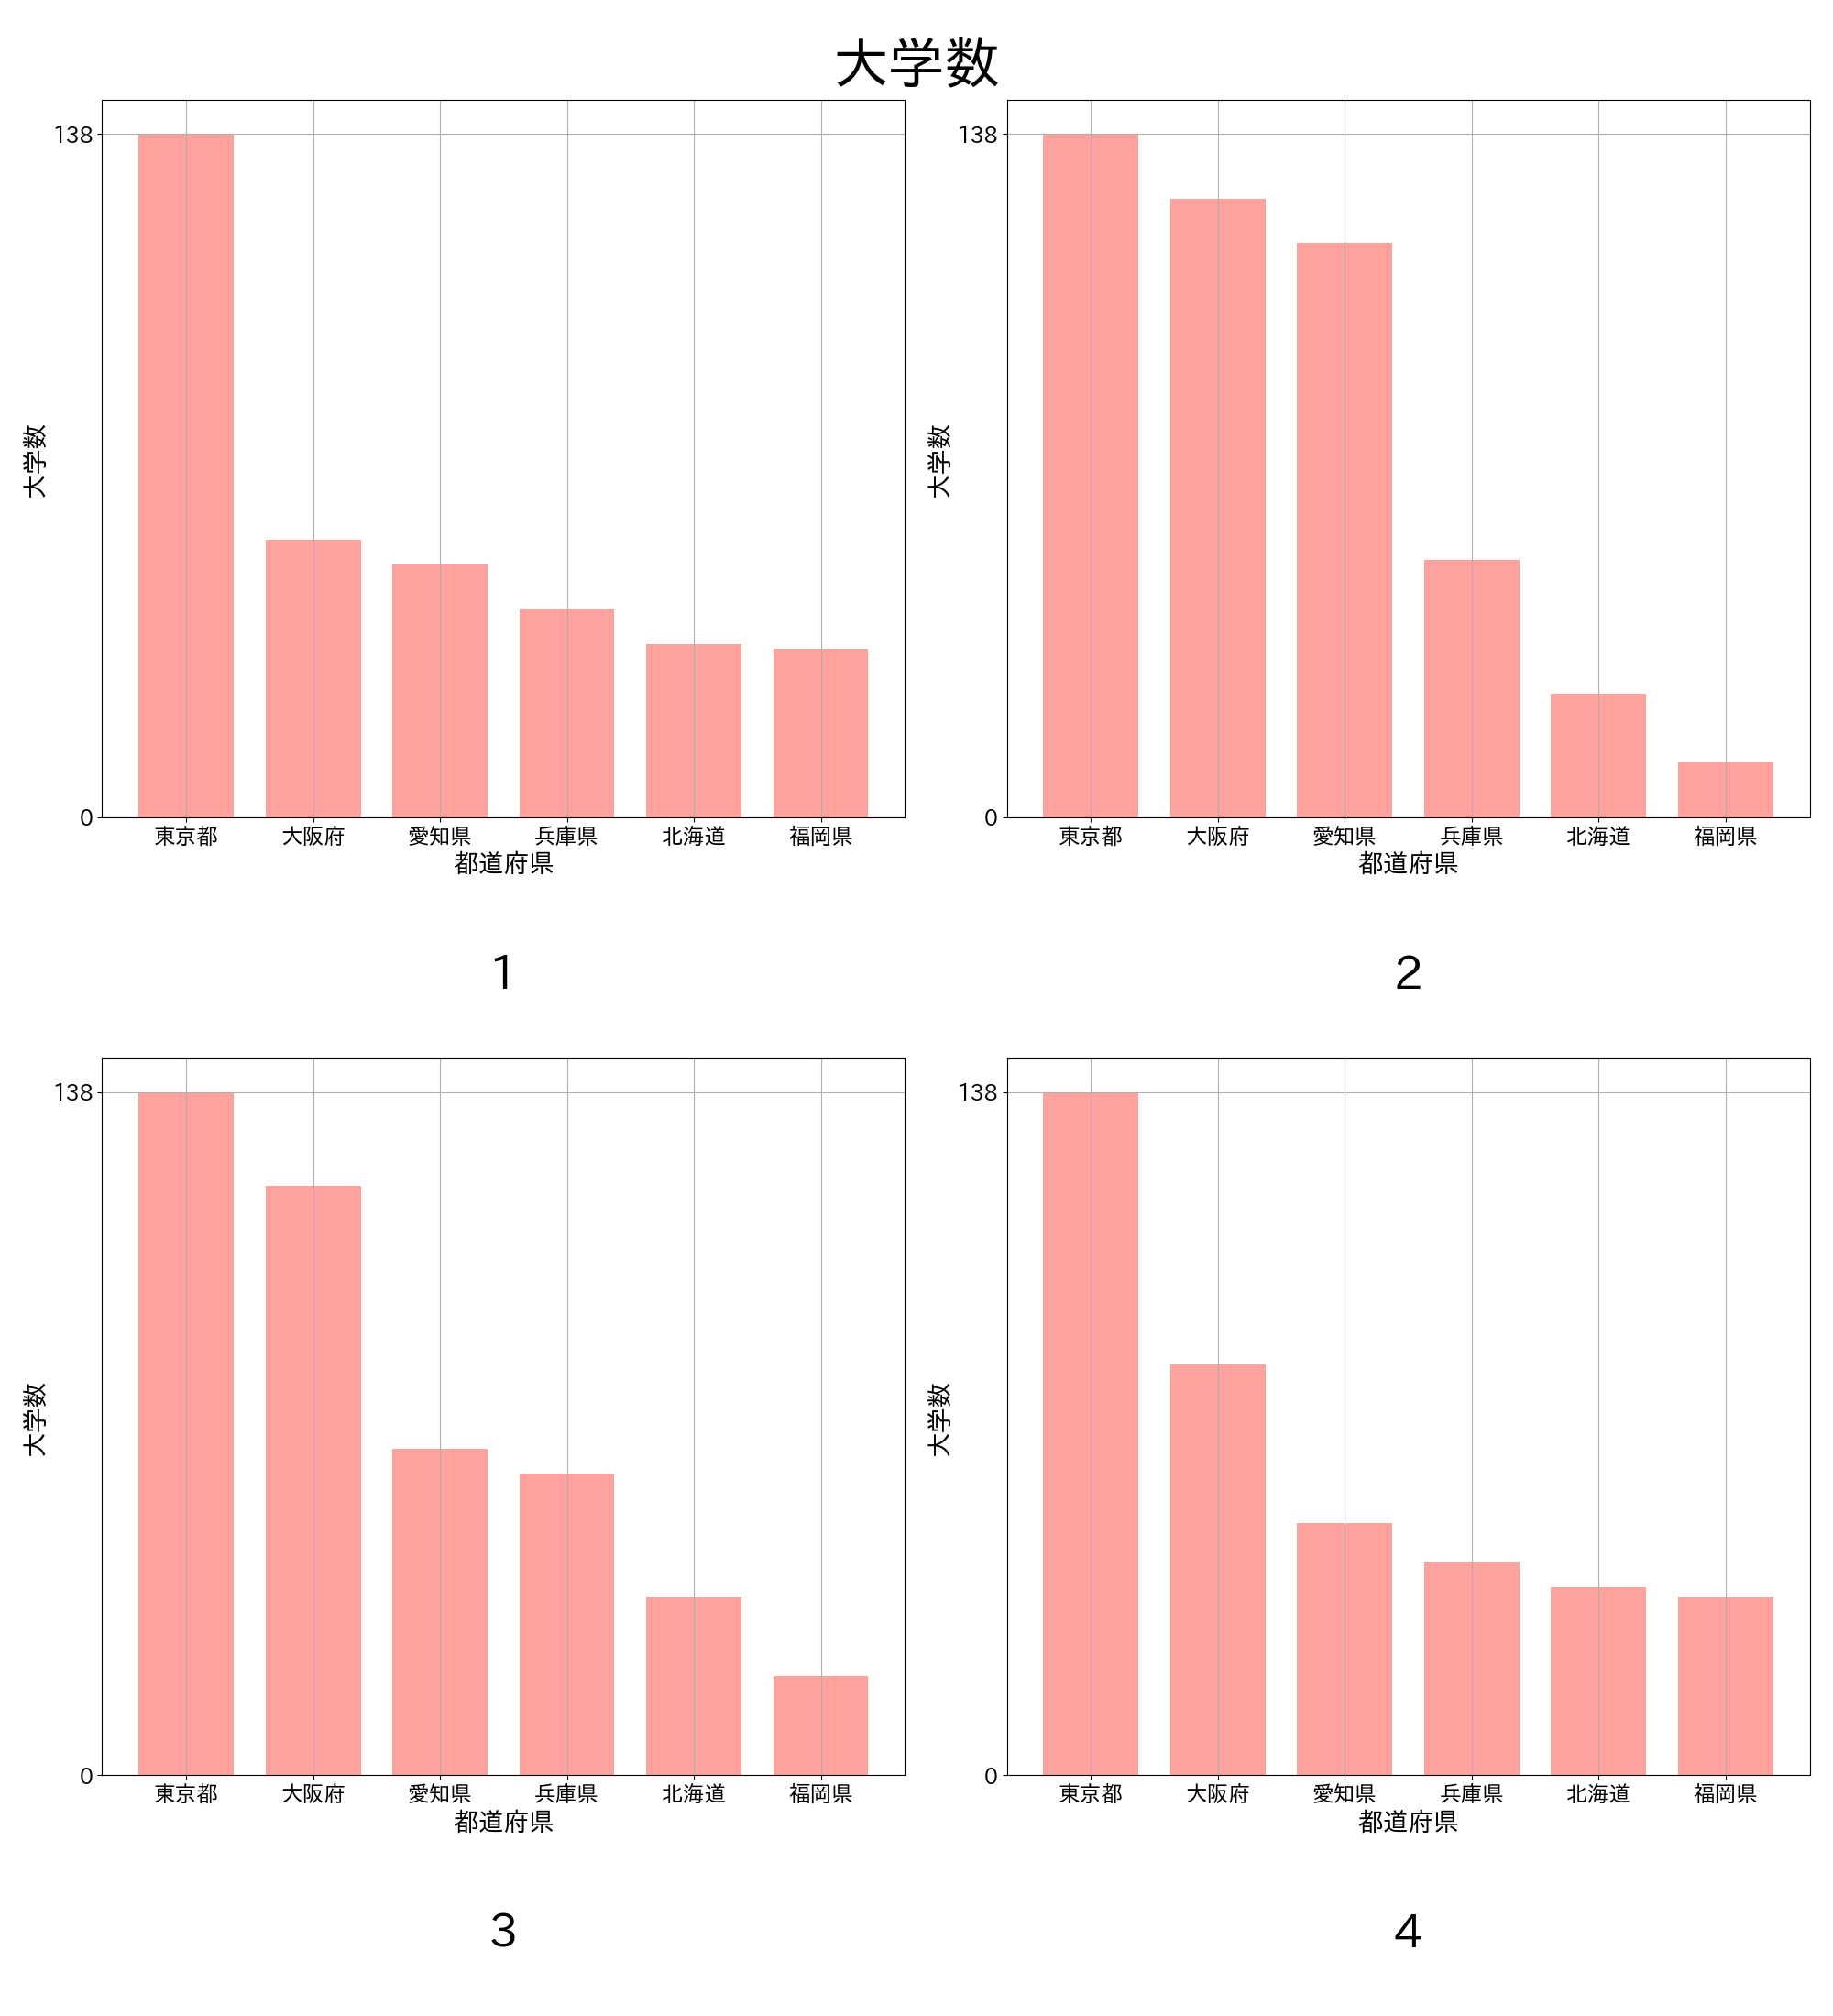 大学数
138
0
大学数
東京都 大阪府 愛知県 兵庫県 北海道 福岡県
都道府県
1
138
0
大学数
東京都 大阪府 愛知県 兵庫県 北海道 福岡県
都道府県
2
138
0
大学数
東京都 大阪府 愛知県 兵庫県 北海道 福岡県
都道府県
3
138
0
大学数
東京都 大阪府 愛知県 兵庫県 北海道 福岡県
都道府県
4